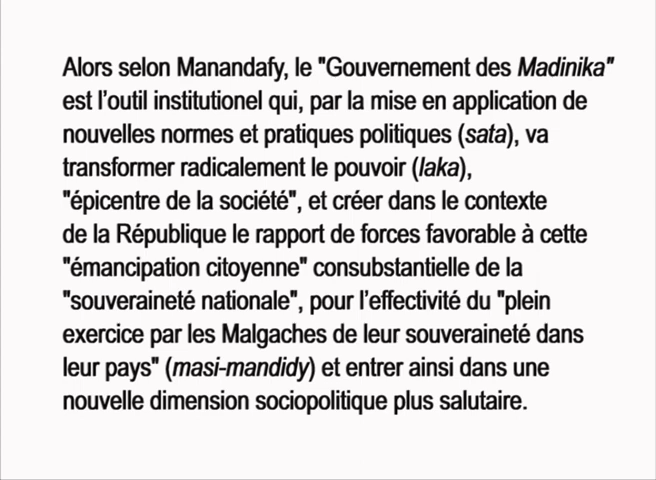 Alors selon Manandafy, le "Gouvernement des Madinika"
est l'outil institutionel qui, par la mise en application de
nouvelles normes et pratiques politiques (sata), va
transformer radicalement le pouvoir (laka),
"épicentre de la société", et créer dans le contexte
de la République le rapport de forces favorable à cette
"émancipation citoyenne" consubstantielle de la
"souveraineté nationale", pour l'effectivité du "plein
exercice par les Malgaches de leur souveraineté dans
leur pays" (masi-mandidy) et entrer ainsi dans une
nouvelle dimension sociopolitique plus salutaire.